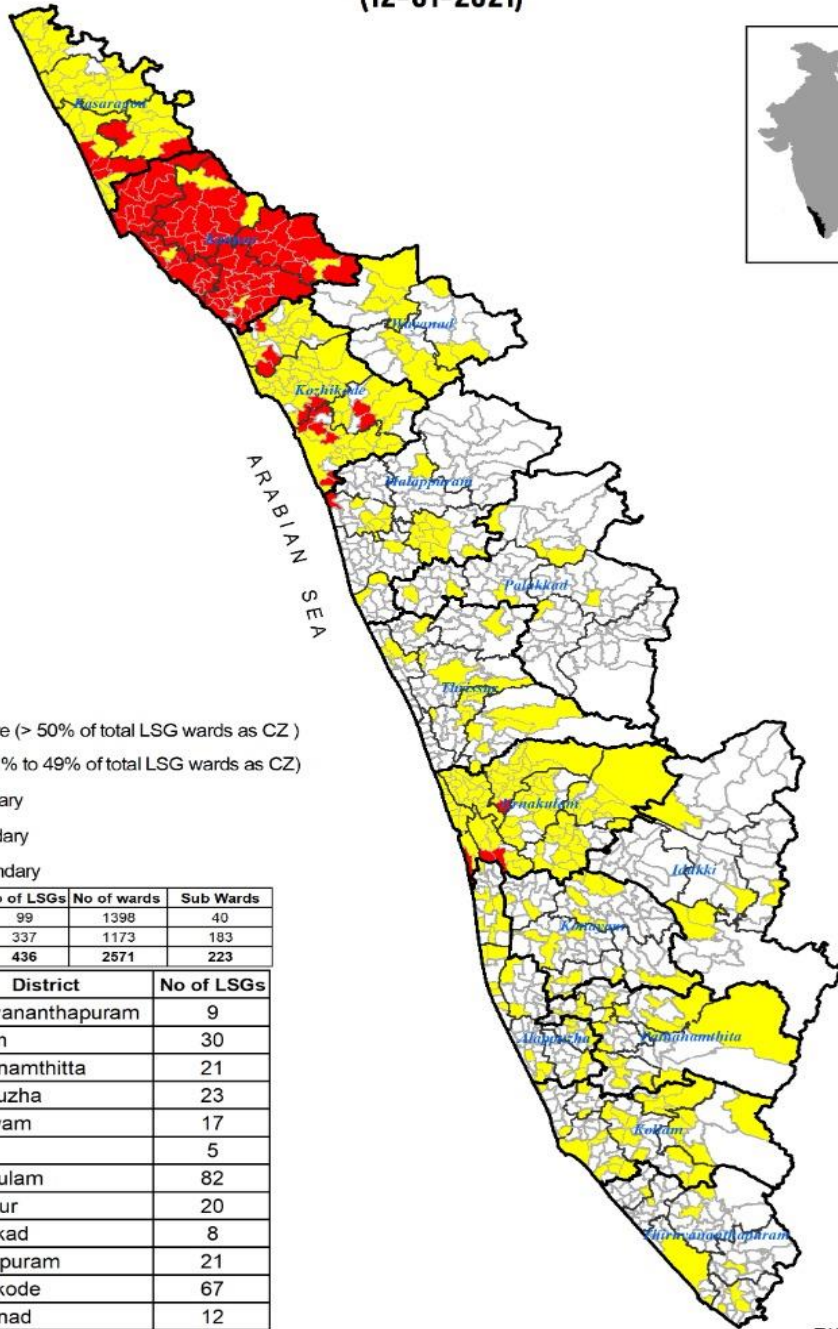 (12-01-2021)
Kasaragod
Kannur
Wayanad
Kozhikode
Malappuram
ARABIAN SEA
Palakkad
Thrissur
Ernakulam
Idukki
Kottayam
Alappuzha
Pathanamthitta
Kollam
Thiruvananthapuram
e (> 50% of total LSG wards as CZ )
% to 49% of total LSG wards as CZ)
ary
dary
ndary
o of LSGs No of wards Sub Wards
99 1398 40
337 1173 183
436 2571 223
District No of LSGs
ananthapuram 9
30
namthitta 21
uzha 23
am 17
5
ulam 82
ur 20
kad 8
puram 21
kode 67
nad 12